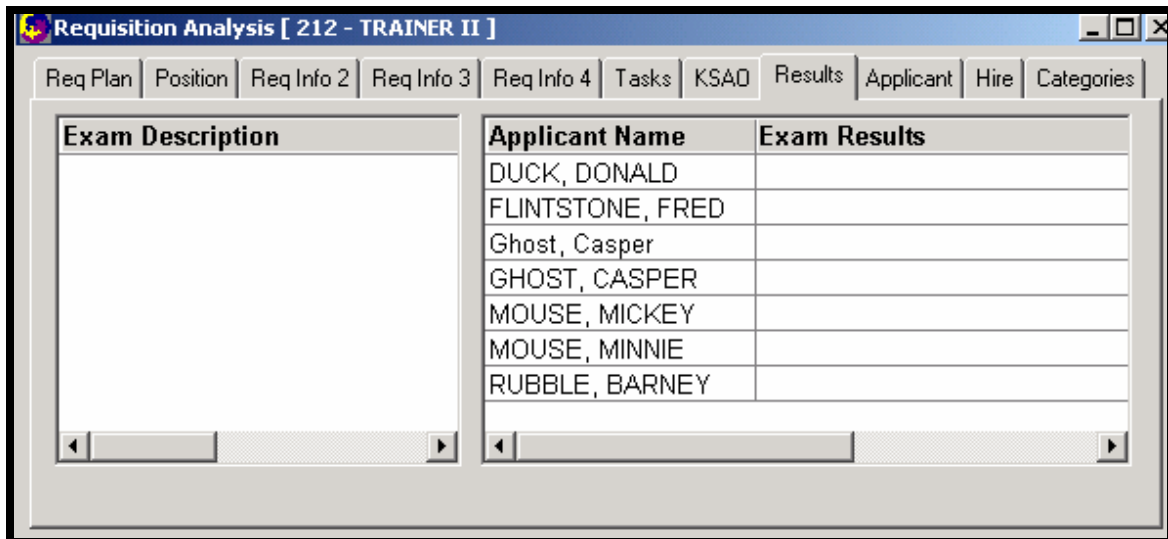 Requisition Analysis [ 212 - TRAINER II ]
Req Plan Position Req Info 2 Req Info 3 Req Info 4 Tasks KSAO Results Applicant Hire Categories
Exam Description Applicant Name Exam Results
DUCK, DONALD
FLINTSTONE, FRED
Ghost, Casper
GHOST, CASPER
MOUSE, MICKEY
MOUSE, MINNIE
RUBBLE, BARNEY